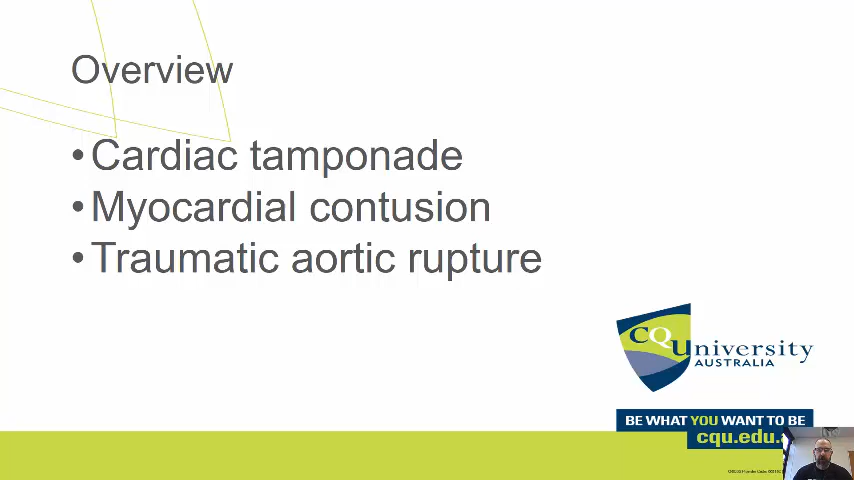 Overview
•Cardiac tamponade
•Myocardial contusion
•Traumatic aortic rupture
CQUniversity
AUSTRALIA
BE WHAT YOU WANT TO BE
cqu.edu.a